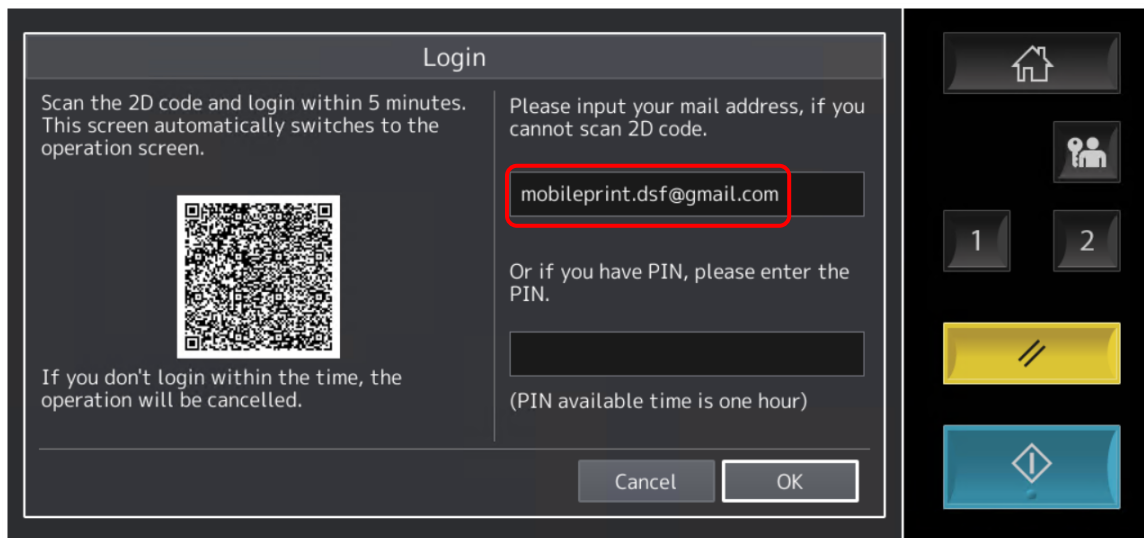 Login
Scan the 2D code and login within 5 minutes.
This screen automatically switches to the
operation screen.
If you don't login within the time, the
operation will be cancelled.
Please input your mail address, if you
cannot scan 2D code.
mobileprint.dsf@gmail.com
Or if you have PIN, please enter the
PIN.
(PIN available time is one hour)
Cancel
OK
1
2